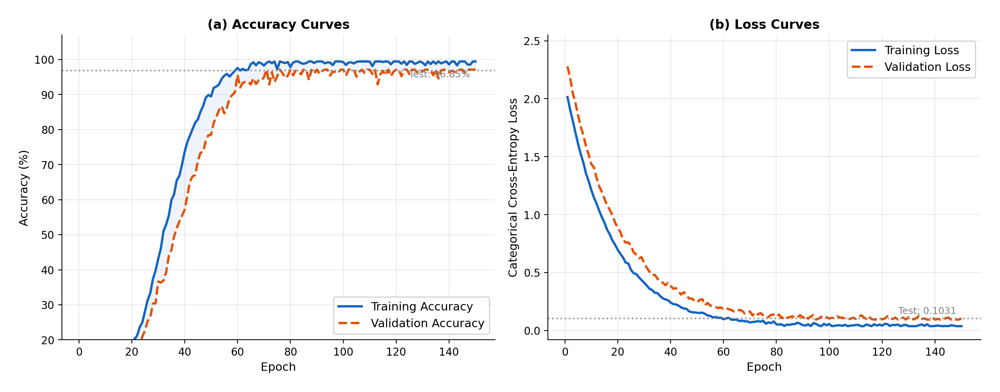 (a) Accuracy Curves
Accuracy (%)
100
90
80
70
60
50
40
30
20
0 20 40 60 80 100 120 140
Epoch
Test: 96.85%
Training Accuracy
Validation Accuracy
(b) Loss Curves
Categorical Cross-Entropy Loss
2.5
2.0
1.5
1.0
0.5
0.0
0 20 40 60 80 100 120 140
Epoch
Training Loss
Validation Loss
Test: 0.1031